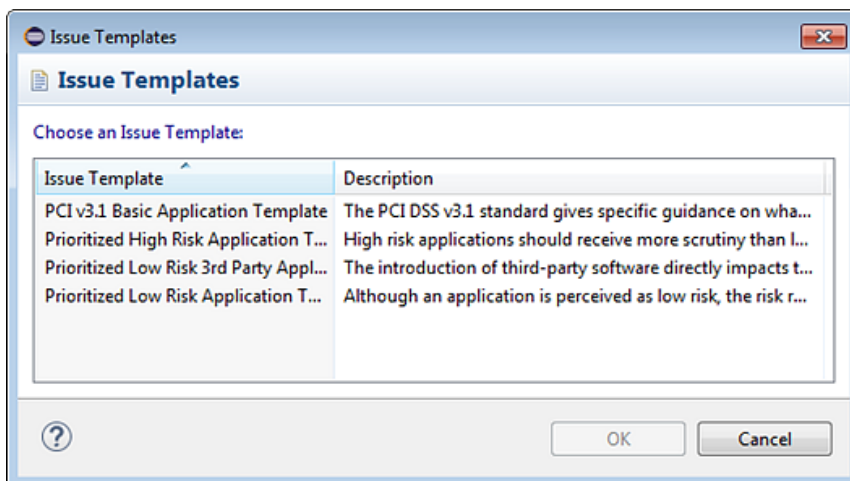 Issue Templates
Issue Templates
Choose an Issue Template:
Issue Template Description
PCI v3.1 Basic Application Template The PCI DSS v3.1 standard gives specific guidance on wha...
Prioritized High Risk Application T... High risk applications should receive more scrutiny than l...
Prioritized Low Risk 3rd Party Appl... The introduction of third-party software directly impacts t...
Prioritized Low Risk Application T... Although an application is perceived as low risk, the risk r...
?
OK Cancel